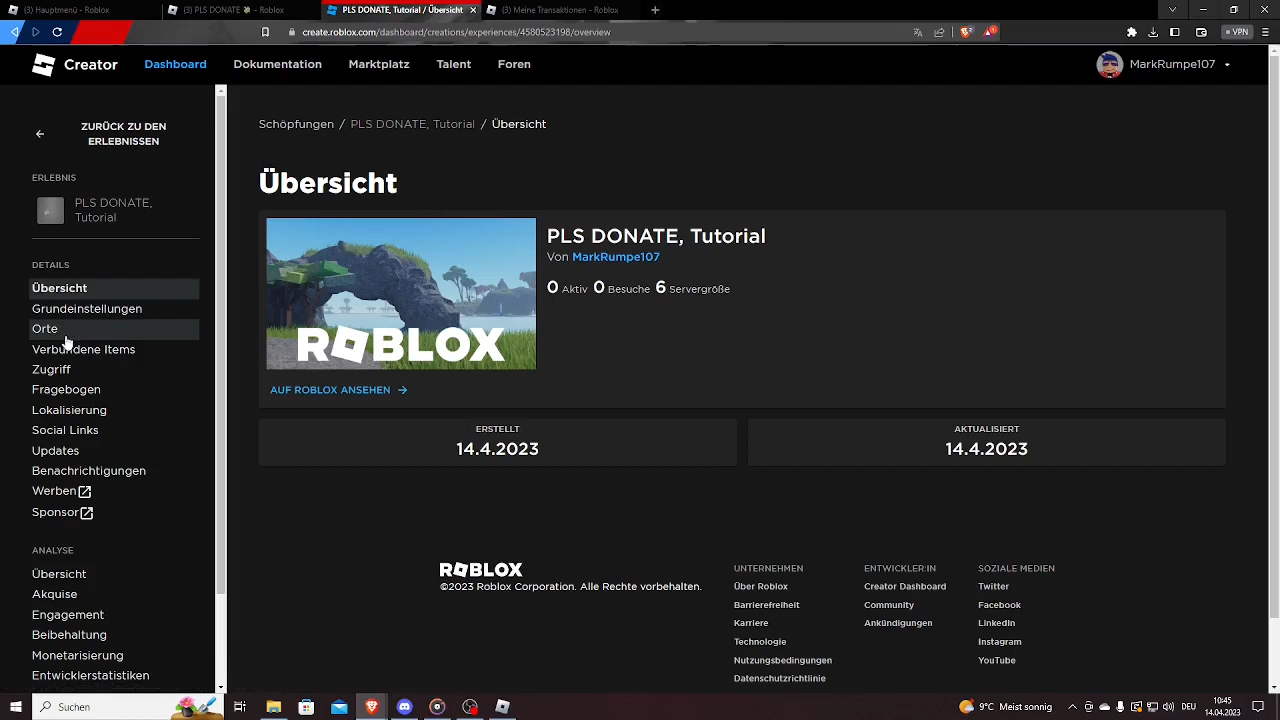 (3) Hauptmenü - Roblox
(3) PLS DONATE 💸 - Roblox
PLS DONATE, Tutorial / Übersicht
(3) Meine Transaktionen - Roblox
create.roblox.com/dashboard/creations/experiences/4580523198/overview
VPN
Creator
Dashboard
Dokumentation
Marktplatz
Talent
Foren
MarkRumpe107
ZURÜCK ZU DEN
ERLEBNISSEN
ERLEBNIS
PLS DONATE,
Tutorial
DETAILS
Übersicht
Grundeinstellungen
Orte
Verbundene Items
Zugriff
Fragebogen
Lokalisierung
Social Links
Updates
Benachrichtigungen
Werben
Sponsor
ANALYSE
Übersicht
Akquise
Engagement
Beibehaltung
Monetarisierung
Entwicklerstatistiken
Schöpfungen / PLS DONATE, Tutorial / Übersicht
Übersicht
ROBLOX
PLS DONATE, Tutorial
Von MarkRumpe107
0 Aktiv 0 Besuche 6 Servergröße
AUF ROBLOX ANSEHEN →
ERSTELLT
14.4.2023
AKTUALISIERT
14.4.2023
ROBLOX
©2023 Roblox Corporation. Alle Rechte vorbehalten.
UNTERNEHMEN
Über Roblox
Barrierefreiheit
Karriere
Technologie
Nutzungsbedingungen
Datenschutzrichtlinie
ENTWICKLER:IN
Creator Dashboard
Community
Ankündigungen
SOZIALE MEDIEN
Twitter
Facebook
LinkedIn
Instagram
YouTube
Suchen
9°C Meist sonnig
10:45
14.04.2023